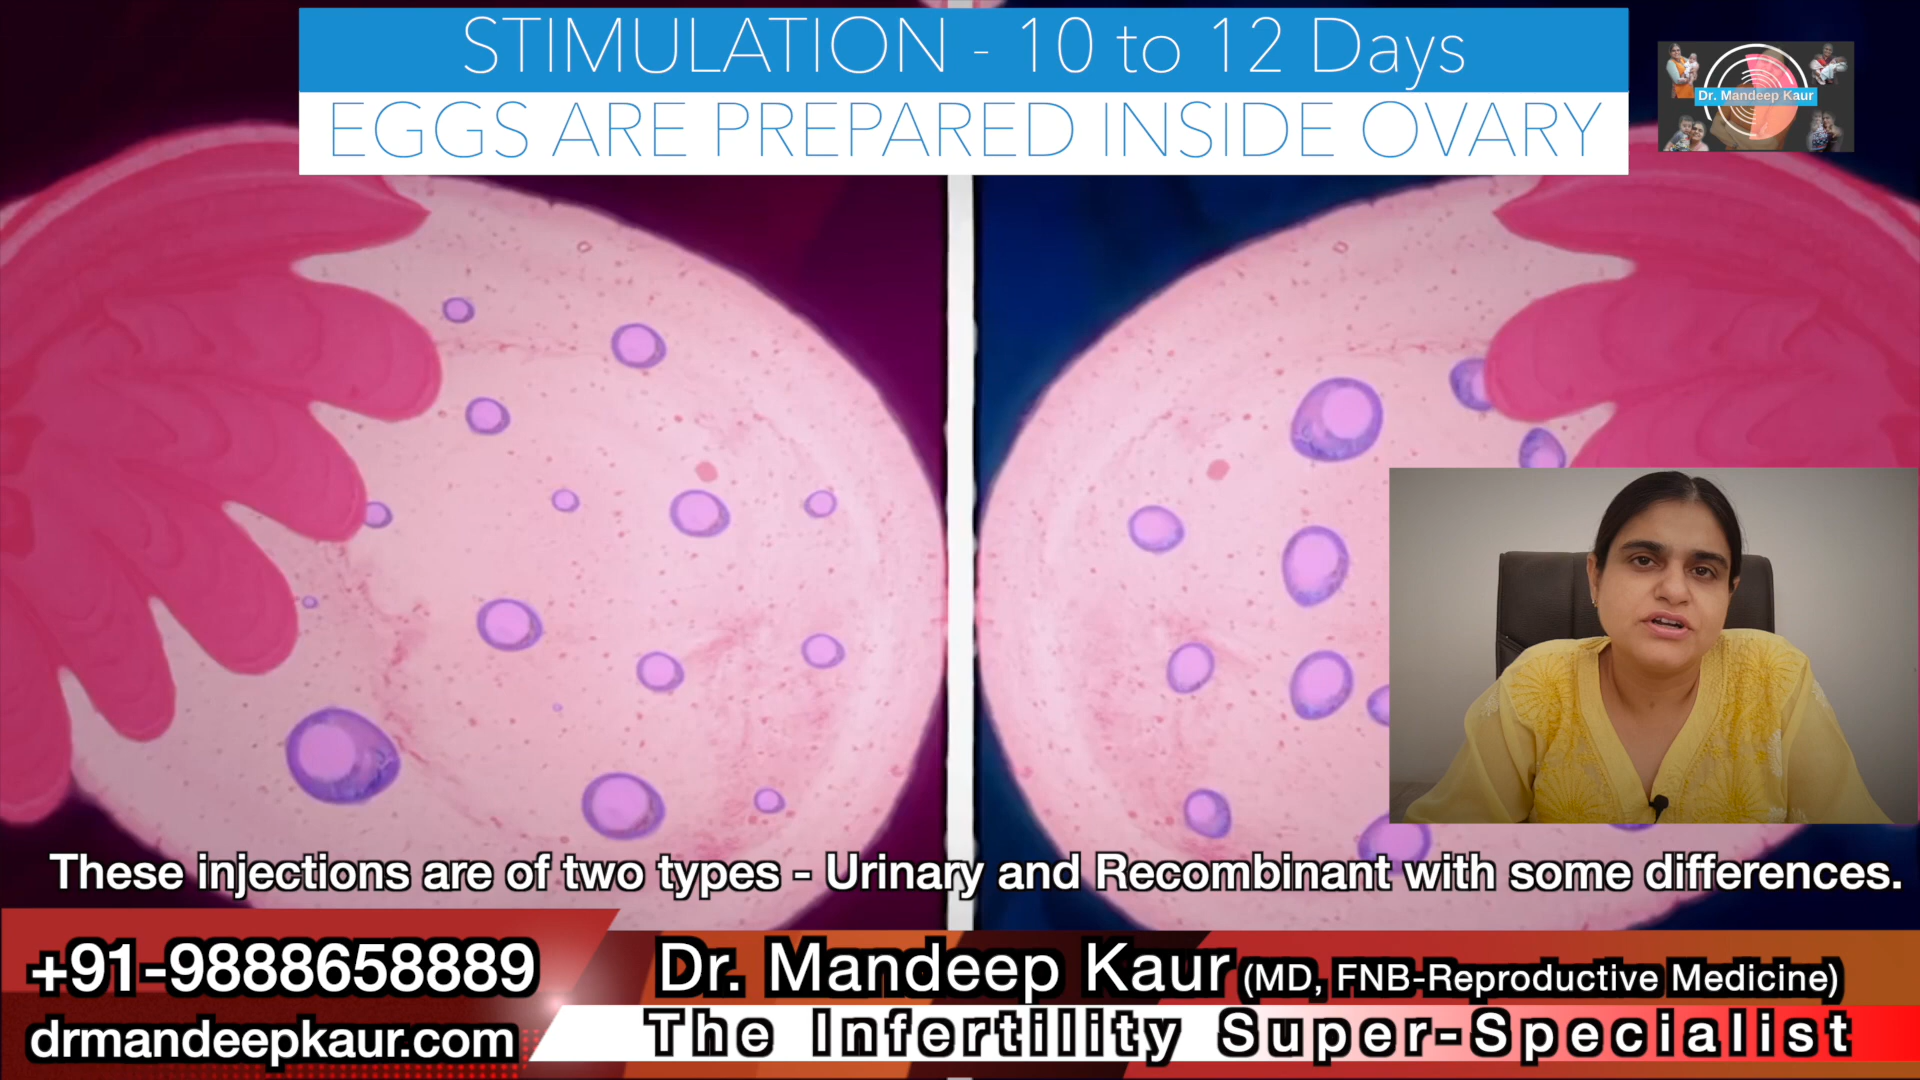 STIMULATION - 10 to 12 Days
EGGS ARE PREPARED INSIDE OVARY
Dr. Mandeep Kaur
These injections are of two types - Urinary and Recombinant with some differences.
+91-9888658889
drmandeepkaur.com
Dr. Mandeep Kaur (MD, FNB-Reproductive Medicine)
The Infertility Super-Specialist